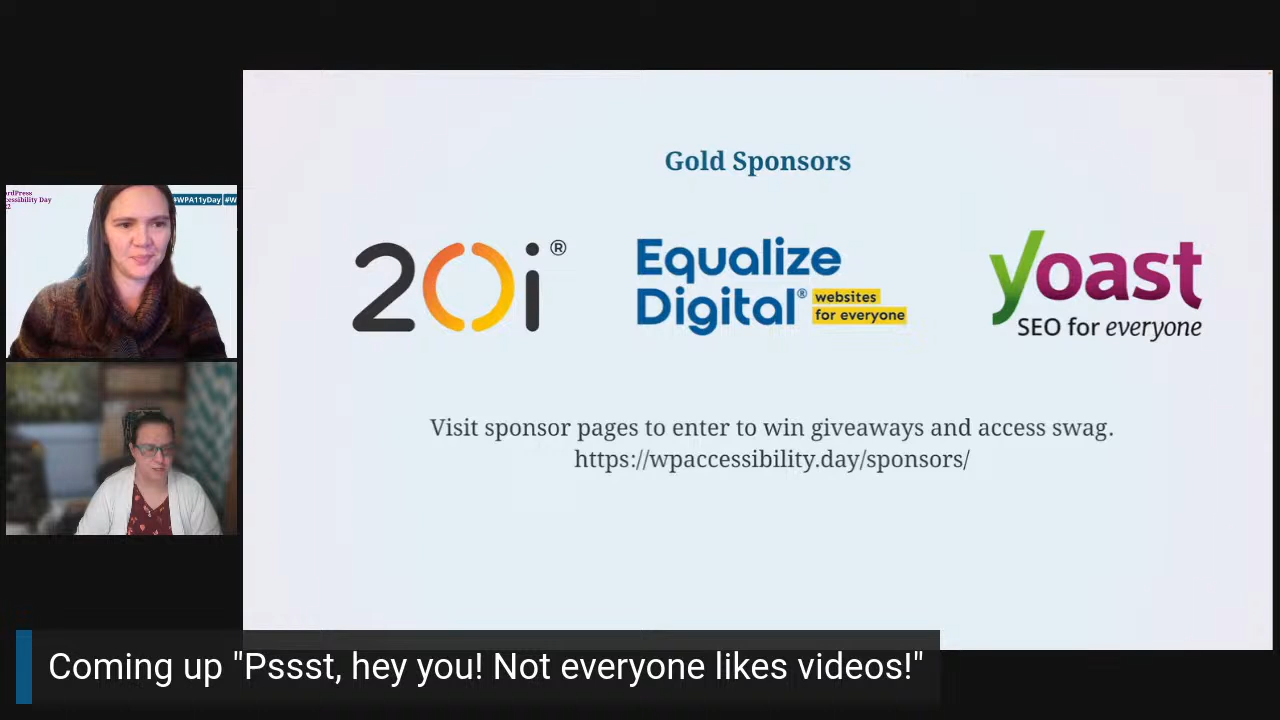 Gold Sponsors
20i®
Equalize
Digital® websites
for everyone
yoast
SEO for everyone
Visit sponsor pages to enter to win giveaways and access swag.
https://wpaccessibility.day/sponsors/
#WPA11yDay #W
Coming up "Pssst, hey you! Not everyone likes videos!"